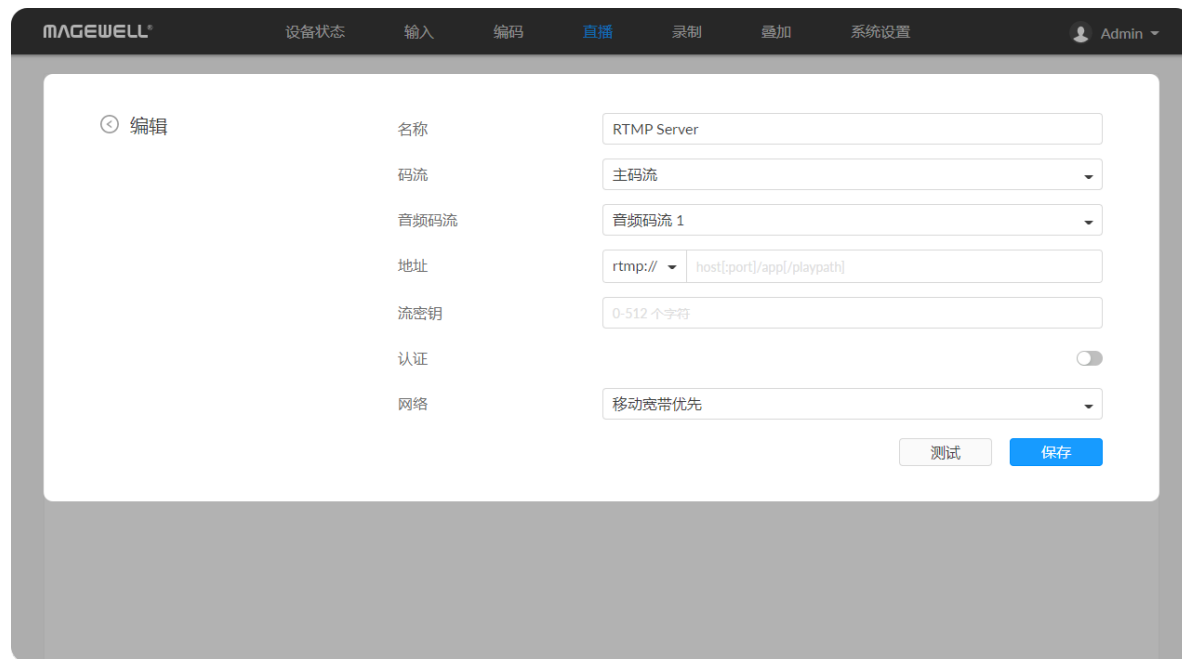 MAGEWELL® 设备状态 输入 编码 直播 录制 叠加 系统设置 Admin
编辑
名称 RTMP Server
码流 主码流
音频码流 音频码流 1
地址 rtmp:// host[:port]/app[/playpath]
流密钥 0-512 个字符
认证
网络 移动宽带优先
测试 保存